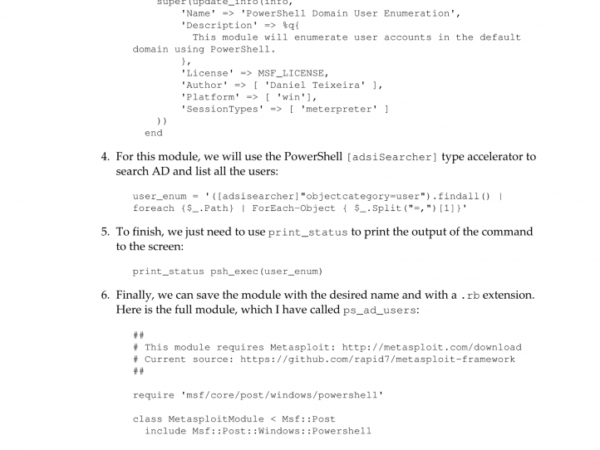 super(update_info(info,
'Name' => 'PowerShell Domain User Enumeration',
'Description' => %q{
This module will enumerate user accounts in the default
domain using PowerShell.
},
'License' => MSF_LICENSE,
'Author' => [ 'Daniel Teixeira' ],
'Platform' => [ 'win'],
'SessionTypes' => [ 'meterpreter' ]
))
end
4. For this module, we will use the PowerShell [adsiSearcher] type accelerator to
search AD and list all the users:
user_enum = '([adsisearcher]"objectcategory=user").findall() |
foreach {$_.Path} | ForEach-Object { $_.Split("=,")[1]}'
5. To finish, we just need to use print_status to print the output of the command
to the screen:
print_status psh_exec(user_enum)
6. Finally, we can save the module with the desired name and with a .rb extension.
Here is the full module, which I have called ps_ad_users:
##
# This module requires Metasploit: http://metasploit.com/download
# Current source: https://github.com/rapid7/metasploit-framework
##
require 'msf/core/post/windows/powershell'
class MetasploitModule < Msf::Post
include Msf::Post::Windows::Powershell